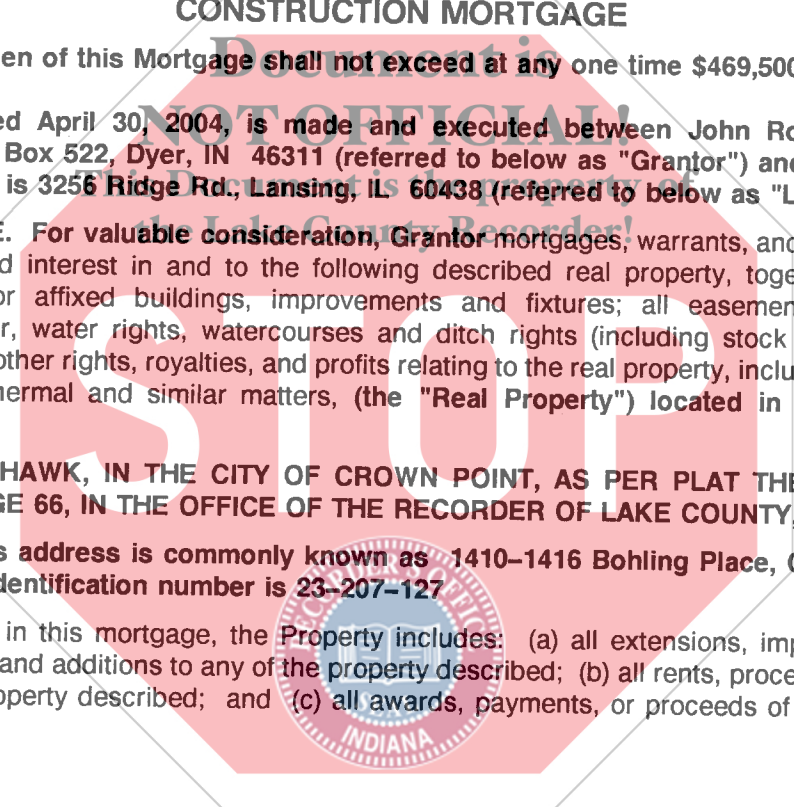 CONSTRUCTION MORTGAGE
en of this Mortgage shall not exceed at any one time $469,500
Document is
ed April 30, 2004, is made and executed between John Ro
NOT OFFICIAL!
Box 522, Dyer, IN 46311 (referred to below as "Grantor") and
is 3256 Ridge Rd., Lansing, IL 60438 (referred to below as "L
This Document is the property of
the Lake County Recorder!
E. For valuable consideration, Grantor mortgages, warrants, and
d interest in and to the following described real property, toge
or affixed buildings, improvements and fixtures; all easemen
r, water rights, watercourses and ditch rights (including stock
other rights, royalties, and profits relating to the real property, inclu
hermal and similar matters, (the "Real Property") located in
STOP
HAWK, IN THE CITY OF CROWN POINT, AS PER PLAT THE
GE 66, IN THE OFFICE OF THE RECORDER OF LAKE COUNTY,
s address is commonly known as 1410–1416 Bohling Place, C
dentification number is 23–207–127
in this mortgage, the Property includes: (a) all extensions, imp
and additions to any of the property described; (b) all rents, proce
operty described; and (c) all awards, payments, or proceeds of
RECORDER'S OFFICE
SEAL
INDIANA